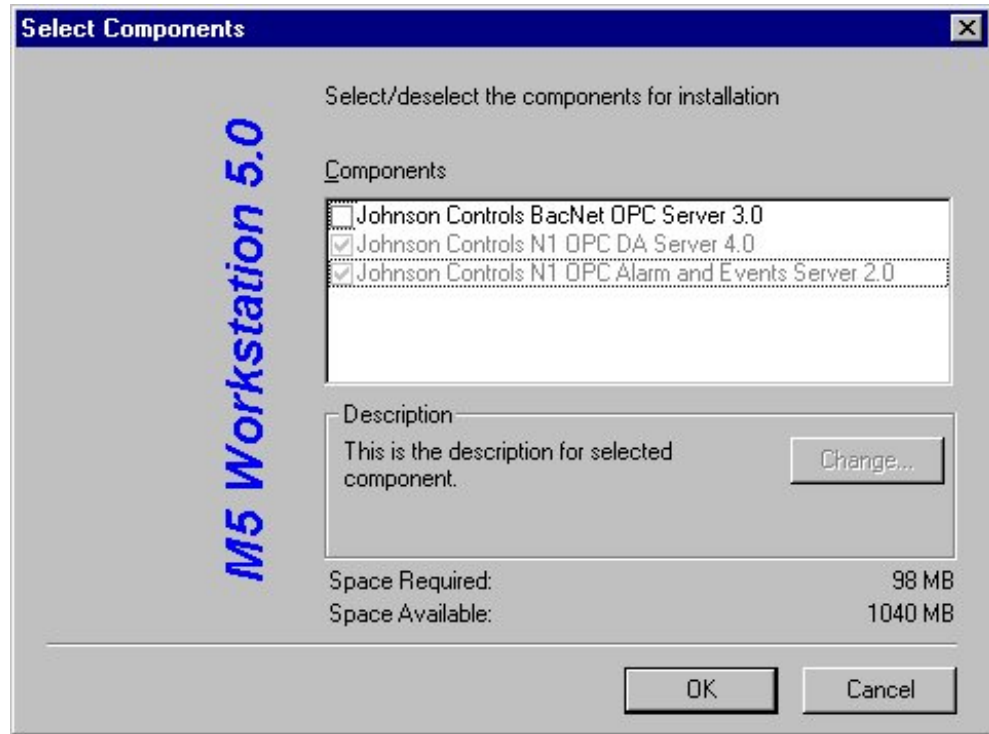 Select Components
Select/deselect the components for installation
M5 Workstation 5.0
Components
Johnson Controls BacNet OPC Server 3.0
Johnson Controls N1 OPC DA Server 4.0
Johnson Controls N1 OPC Alarm and Events Server 2.0
Description
This is the description for selected
component.
Change...
Space Required: 98 MB
Space Available: 1040 MB
OK Cancel